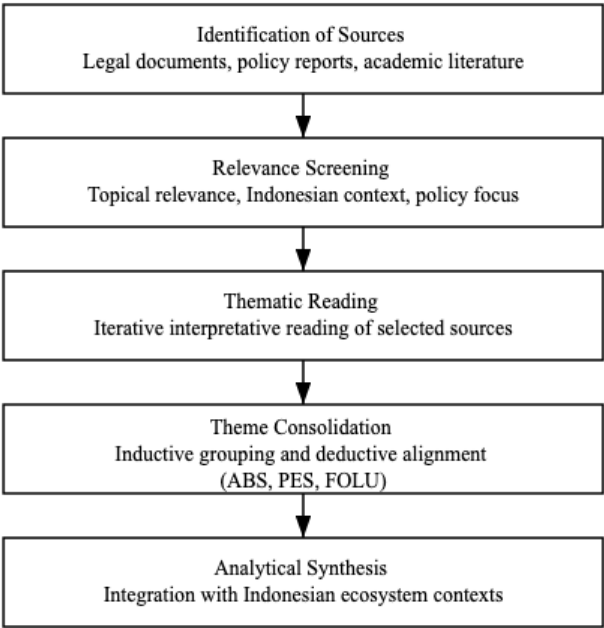 Identification of Sources
Legal documents, policy reports, academic literature
Relevance Screening
Topical relevance, Indonesian context, policy focus
Thematic Reading
Iterative interpretative reading of selected sources
Theme Consolidation
Inductive grouping and deductive alignment
(ABS, PES, FOLU)
Analytical Synthesis
Integration with Indonesian ecosystem contexts